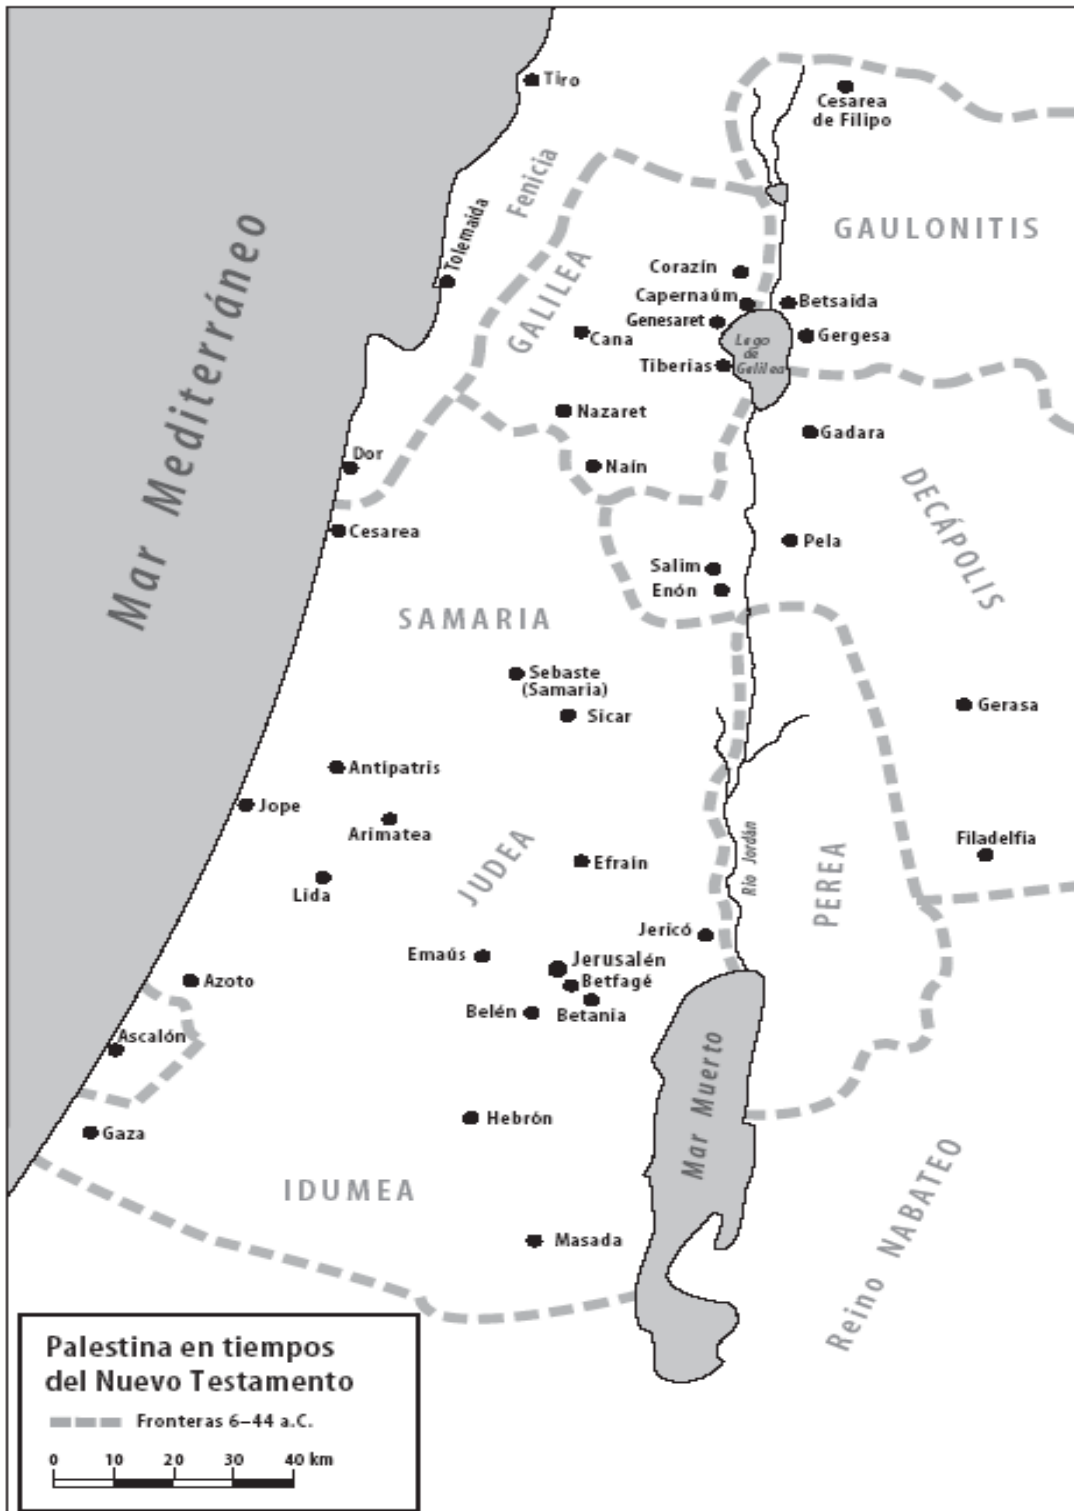 Tiro
Cesarea
de Filipo
Fenicia
Tolemaida
GAULONITIS
GALILEA
Corazín
Capernaúm
Betsaida
Genesaret
Cana
Lego
de
Galilea
Gergesa
Tiberias
Mar Mediterráneo
Nazaret
Gadara
Dor
Naín
DECÁPOLIS
Cesarea
Pela
Salim
Enón
SAMARIA
Sebaste
(Samaria)
Sicar
Gerasa
Antipatris
Jope
Arimatea
JUDEA
Efraín
Río Jordán
PEREA
Filadelfia
Lida
Jericó
Emaús
Jerusalén
Betfagé
Azoto
Belén
Betania
Ascalón
Mar Muerto
Hebrón
Gaza
IDUMEA
Masada
Reino NABATEO
Palestina en tiempos
del Nuevo Testamento
Fronteras 6–44 a.C.
0 10 20 30 40 km